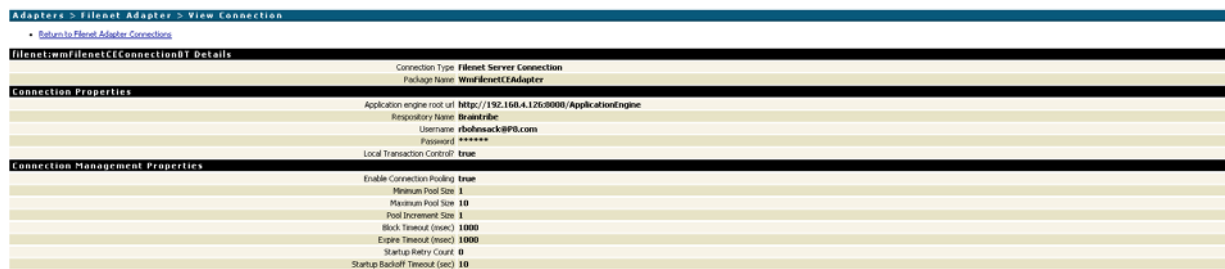 Adapters > Filenet Adapter > View Connection
Return to Filenet Adapter Connections
filenet:wmFilenetCEConnectionBT Details
Connection Type Filenet Server Connection
Package Name WmFilenetCEAdapter
Connection Properties
Application engine root url http://192.168.4.126:8008/ApplicationEngine
Respository Name Braintribe
Username rbohnsack@P8.com
Password ******
Local Transaction Control? true
Connection Management Properties
Enable Connection Pooling true
Minimum Pool Size 1
Maximum Pool Size 10
Pool Increment Size 1
Block Timeout (msec) 1000
Expire Timeout (msec) 1000
Startup Retry Count 0
Startup Backoff Timeout (sec) 10